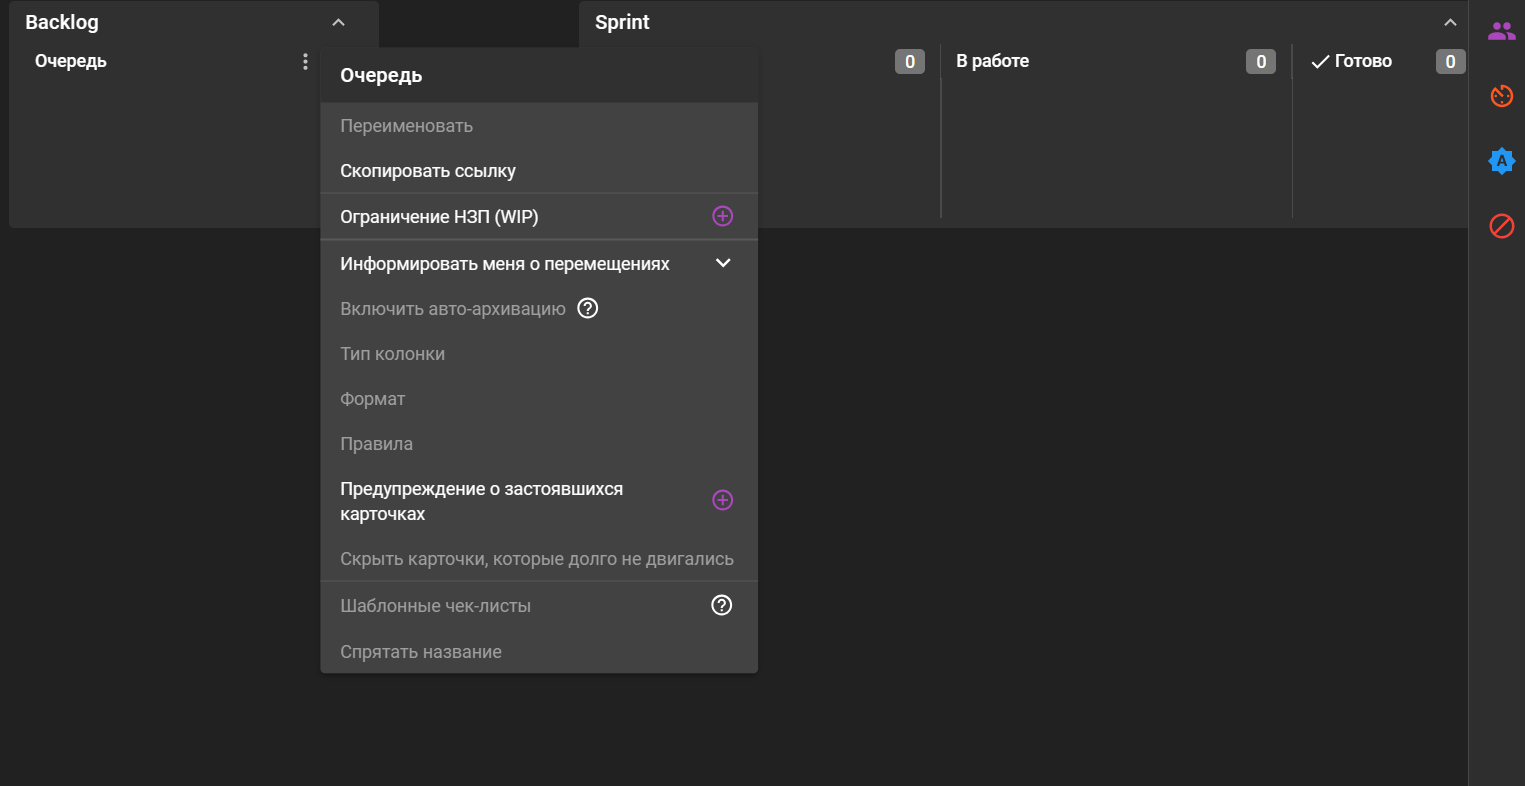 Backlog
Sprint
Очередь
Очередь
0
В работе
0
Готово
0
Переименовать
Скопировать ссылку
Ограничение НЗП (WIP)
Информировать меня о перемещениях
Включить авто-архивацию
Тип колонки
Формат
Правила
Предупреждение о застоявшихся
карточках
Скрыть карточки, которые долго не двигались
Шаблонные чек-листы
Спрятать название
A